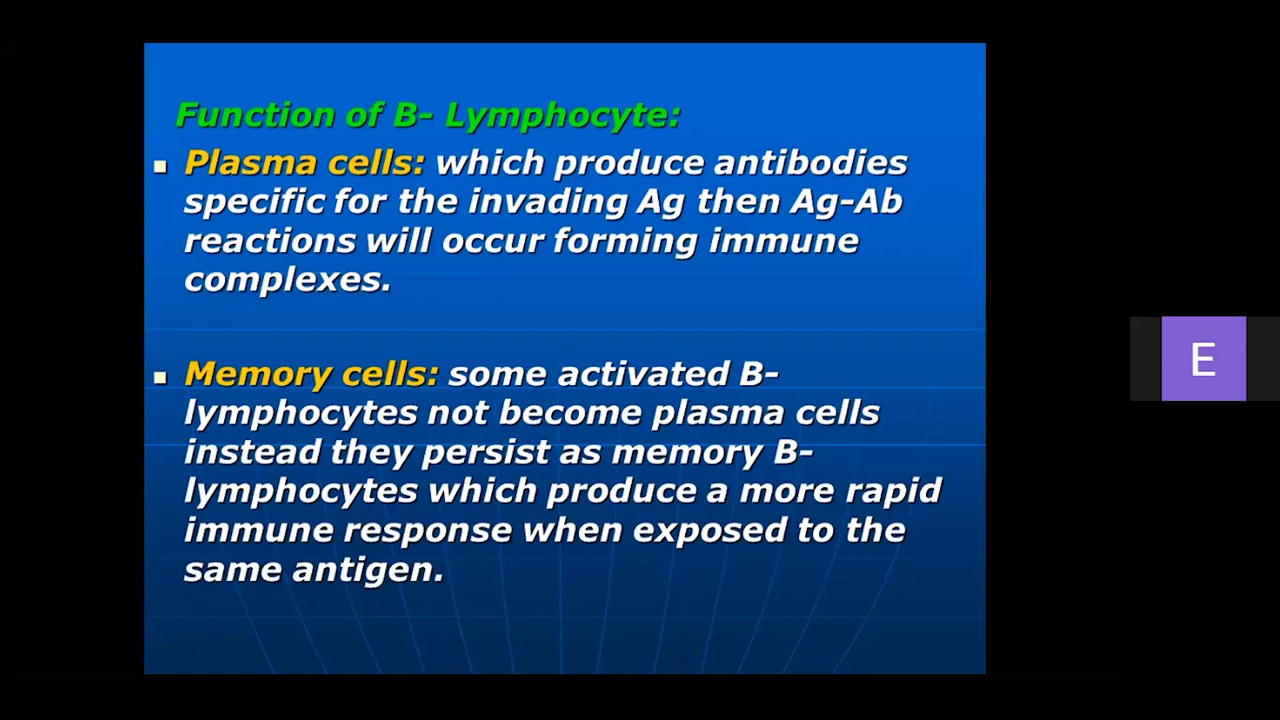 Function of B- Lymphocyte:
Plasma cells: which produce antibodies
specific for the invading Ag then Ag-Ab
reactions will occur forming immune
complexes.
Memory cells: some activated B-
lymphocytes not become plasma cells
instead they persist as memory B-
lymphocytes which produce a more rapid
immune response when exposed to the
same antigen.
E